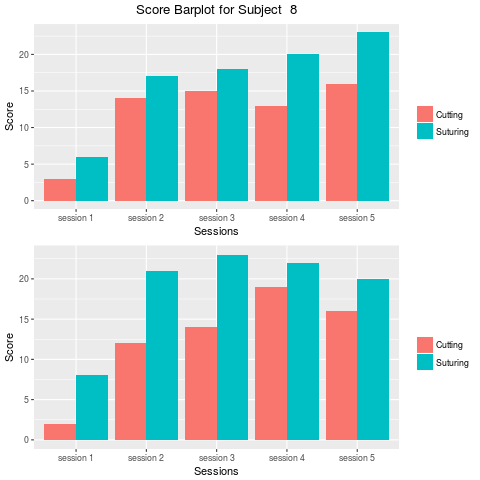 Score Barplot for Subject  8
Score
20
15
10
5
0
session 1 session 2 session 3 session 4 session 5
Sessions
Cutting
Suturing
Score
20
15
10
5
0
session 1 session 2 session 3 session 4 session 5
Sessions
Cutting
Suturing